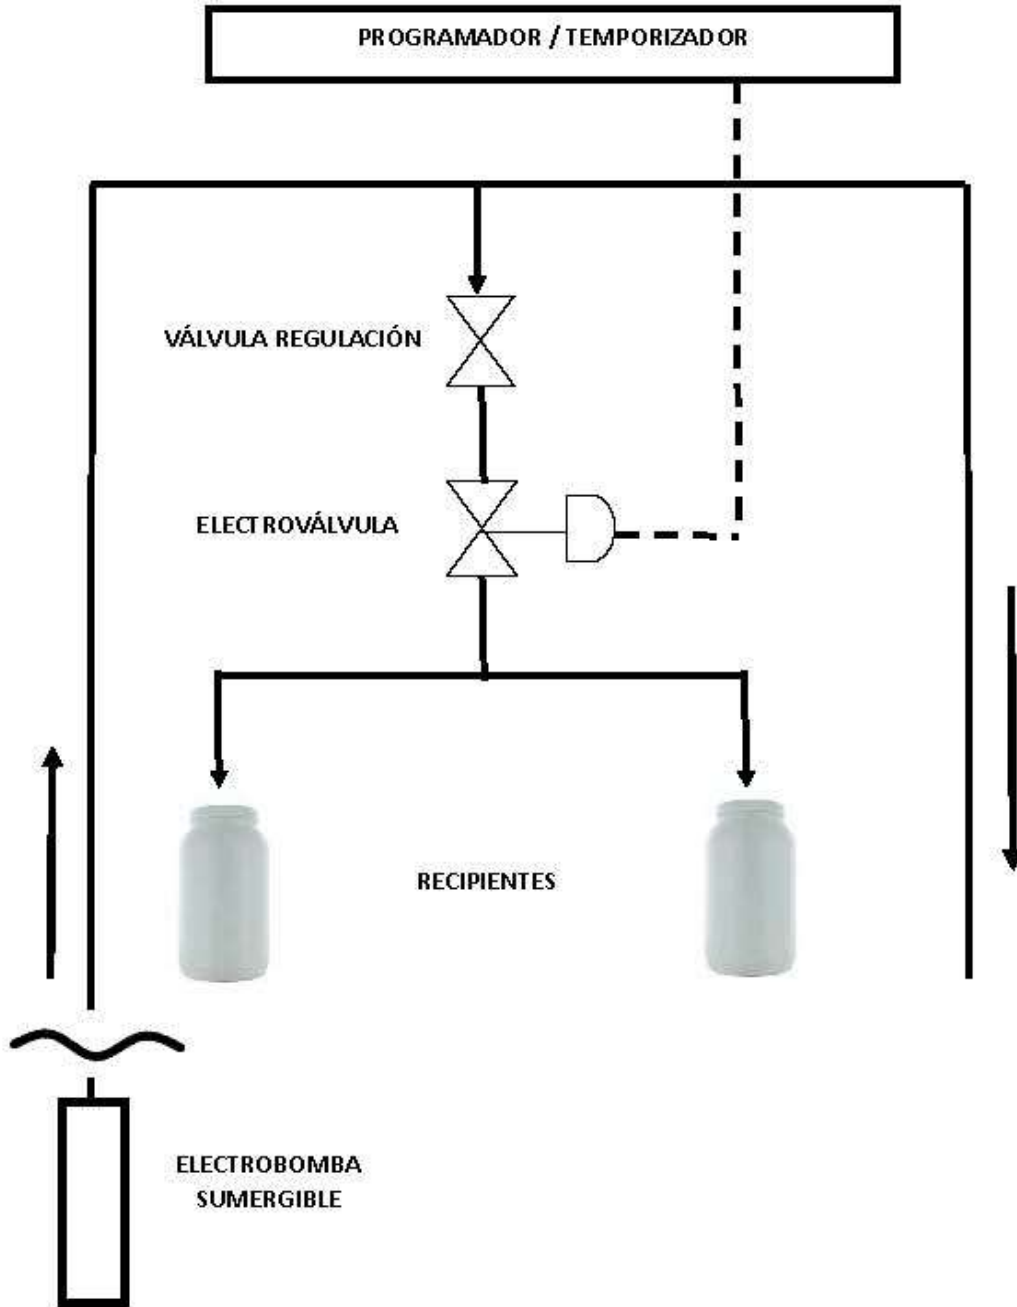 PROGRAMADOR / TEMPORIZADOR
VÁLVULA REGULACIÓN
ELECTROVÁLVULA
RECIPIENTES
ELECTROBOMBA
SUMERGIBLE